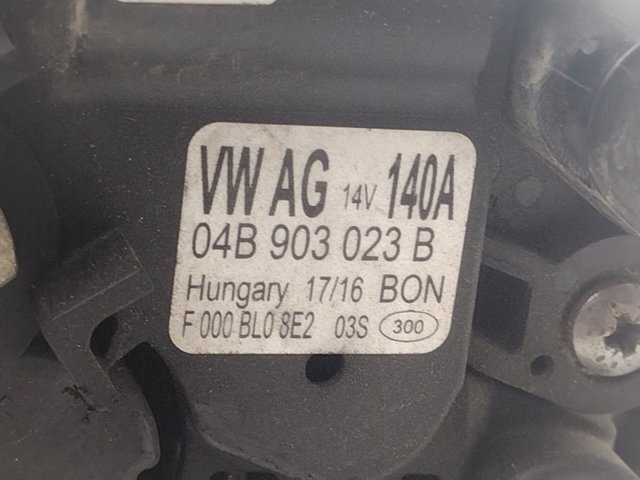 VW AG 14V 140A
04B 903 023 B
Hungary 17/16 BON
F 000 BL0 8E2 03S 300